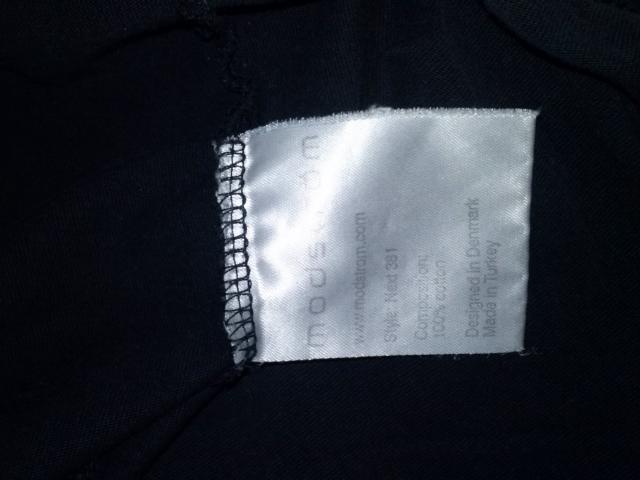 modström
www.modstrom.com
Style: Ned 381
Composition:
100% cotton
Designed in Denmark
Made in Turkey